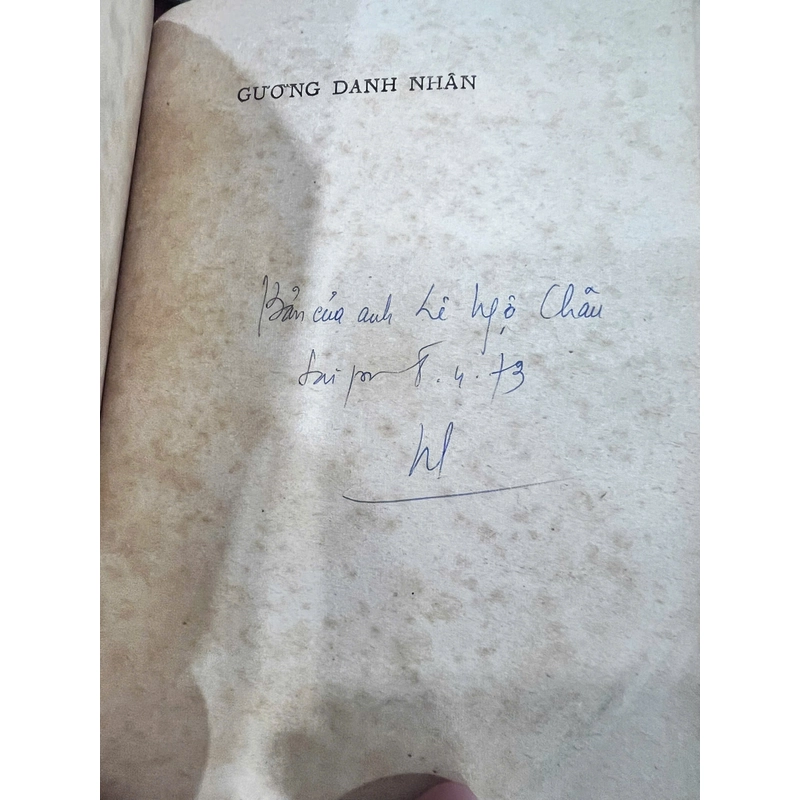 GƯƠNG DANH NHÂN
Bản của anh Lê Ngộ Châu
Saigon 8.4.73